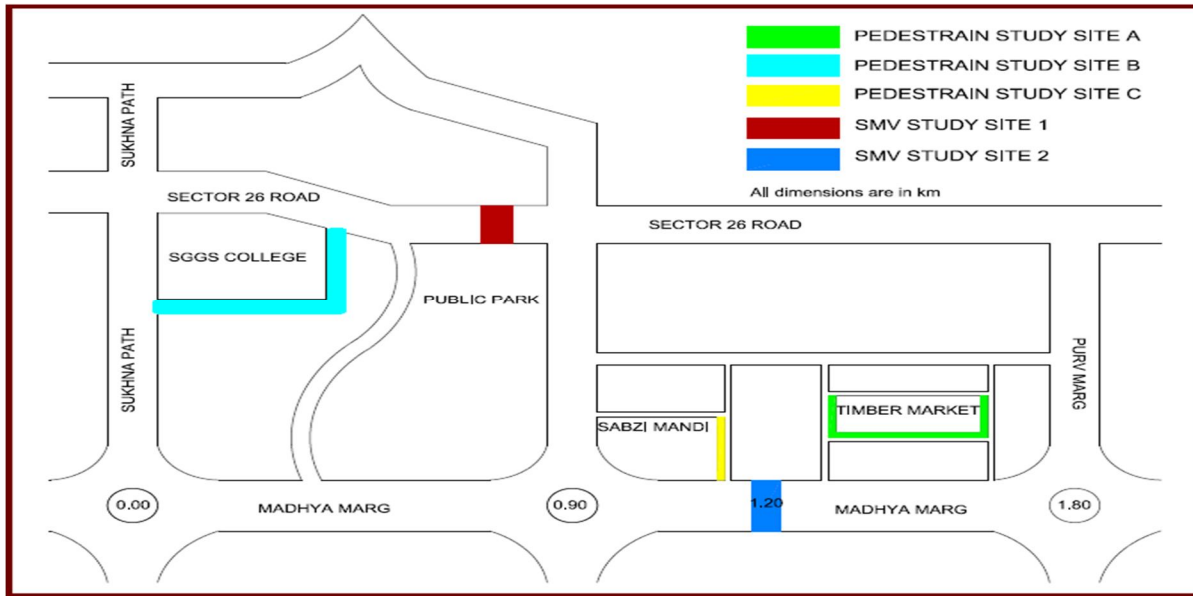 PEDESTRAIN STUDY SITE A
PEDESTRAIN STUDY SITE B
PEDESTRAIN STUDY SITE C
SMV STUDY SITE 1
SMV STUDY SITE 2
All dimensions are in km
SUKHNA PATH
SECTOR 26 ROAD
SECTOR 26 ROAD
SGGS COLLEGE
PUBLIC PARK
SUKHNA PATH
PURV MARG
TIMBER MARKET
SABZI MANDI
0.00
MADHYA MARG
0.90
1.20
MADHYA MARG
1.80